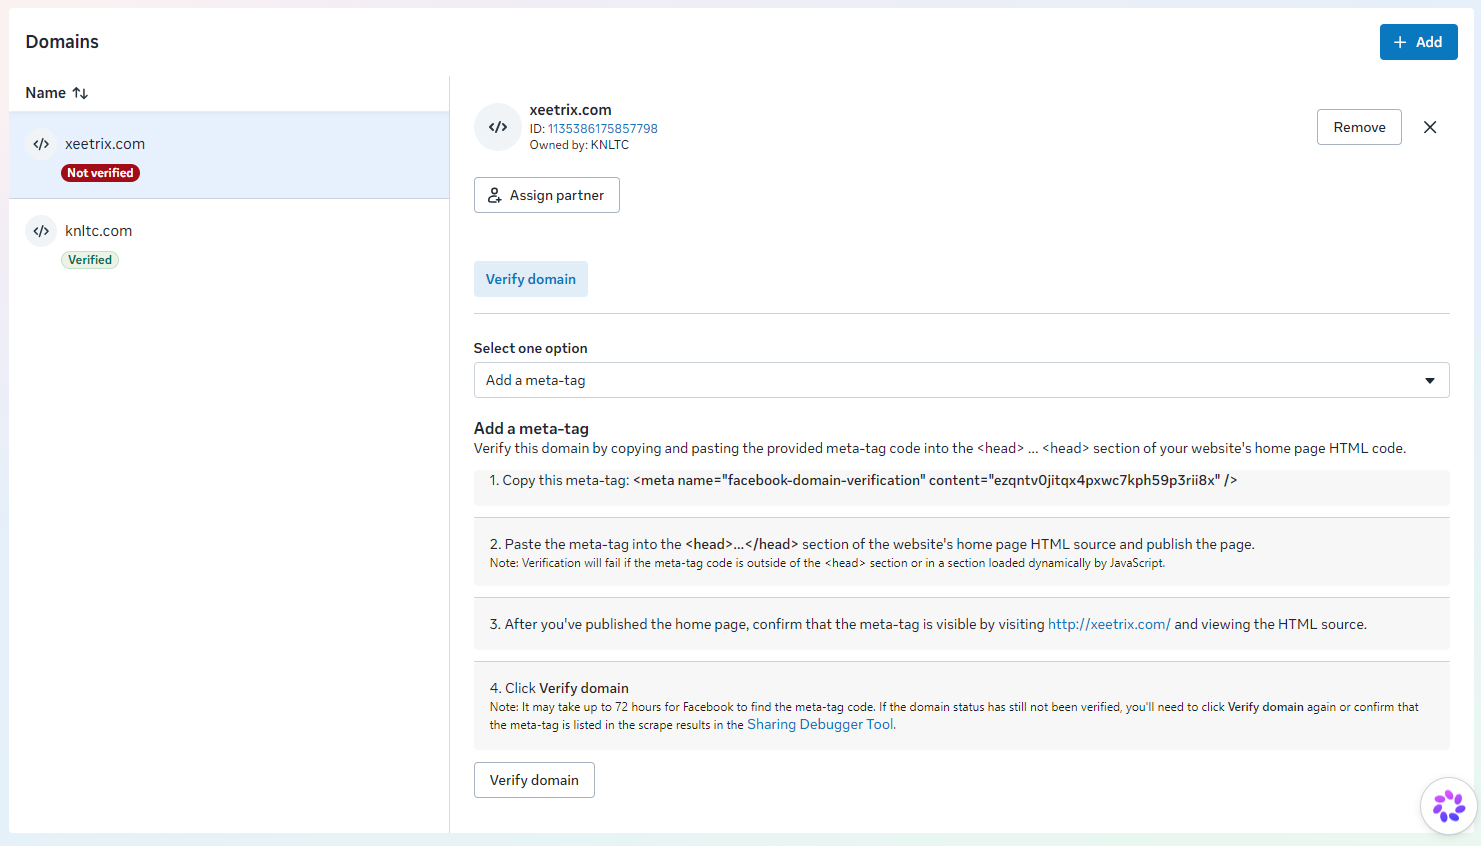 Domains
Add
Name
xeetrix.com
Not verified
knltc.com
Verified
xeetrix.com
ID: 1135386175857798
Owned by: KNLTC
Remove
Assign partner
Verify domain
Select one option
Add a meta-tag
Add a meta-tag
Verify this domain by copying and pasting the provided meta-tag code into the <head> ... <head> section of your website's home page HTML code.
1. Copy this meta-tag: <meta name="facebook-domain-verification" content="ezqntv0jitqx4pxwc7kph59p3rii8x" />
2. Paste the meta-tag into the <head>...</head> section of the website's home page HTML source and publish the page.
Note: Verification will fail if the meta-tag code is outside of the <head> section or in a section loaded dynamically by JavaScript.
3. After you've published the home page, confirm that the meta-tag is visible by visiting http://xeetrix.com/ and viewing the HTML source.
4. Click Verify domain
Note: It may take up to 72 hours for Facebook to find the meta-tag code. If the domain status has still not been verified, you'll need to click Verify domain again or confirm that
the meta-tag is listed in the scrape results in the Sharing Debugger Tool.
Verify domain